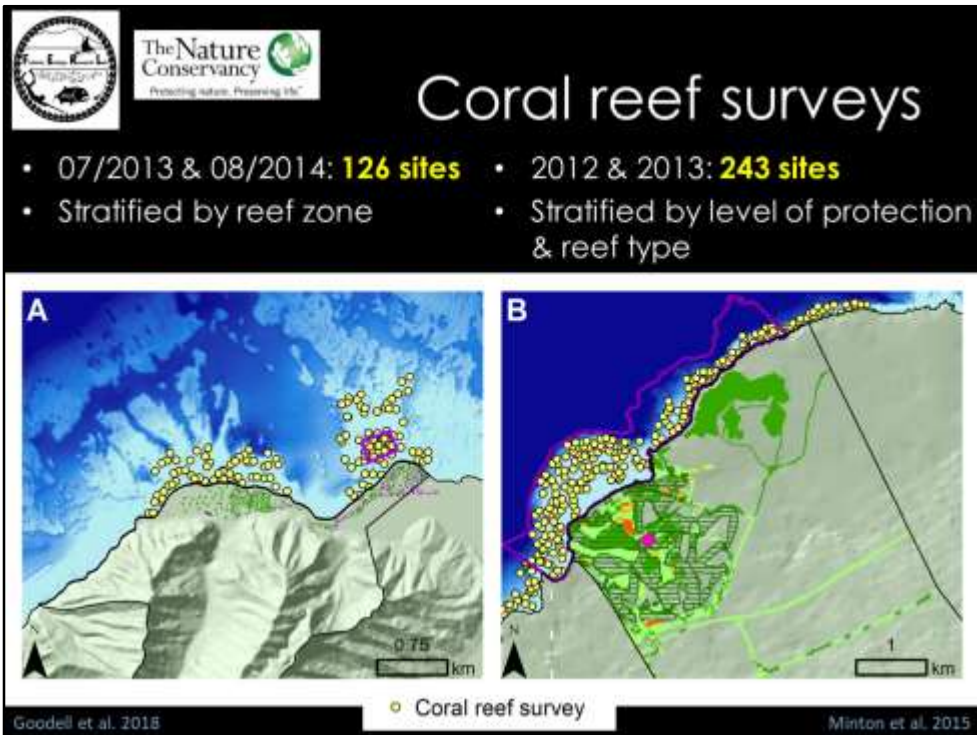 The Nature
Conservancy
Protecting nature. Preserving life.™
Coral reef surveys
• 07/2013 & 08/2014: 126 sites
• Stratified by reef zone
• 2012 & 2013: 243 sites
• Stratified by level of protection
& reef type
A
N
0.75
km
B
N
1
km
Coral reef survey
Goodell et al. 2018
Minton et al. 2015